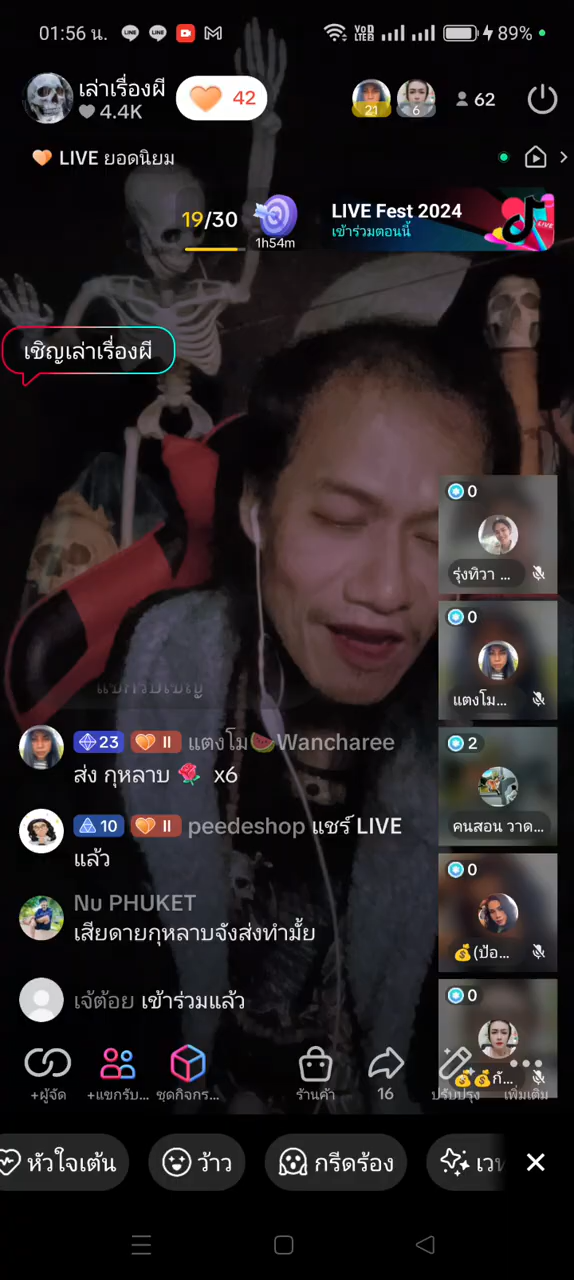 01:56 น.
VoD LTE2
89%
เล่าเรื่องผี
4.4K
42
21
6
62
LIVE ยอดนิยม
19/30
1h54m
LIVE Fest 2024
เข้าร่วมตอนนี้
LIVE
เชิญเล่าเรื่องผี
0
รุ่งทิวา ...
0
แตงโม...
2
คนสอน วาด...
0
💰(ป้อ...
0
💰💰ก้...
23 II แตงโม🍉Wancharee
ส่ง กุหลาบ 🌹 x6
10 II peedeshop แชร์ LIVE
แล้ว
Nu PHUKET
เสียดายกุหลาบจังส่งทำมั้ย
เจ้ต้อย เข้าร่วมแล้ว
+ผู้จัด
+แขกรับ...
ชุดกิจกร...
ร้านค้า
16
ปรับปรุง
เพิ่มเติม
หัวใจเต้น
ว้าว
กรีดร้อง